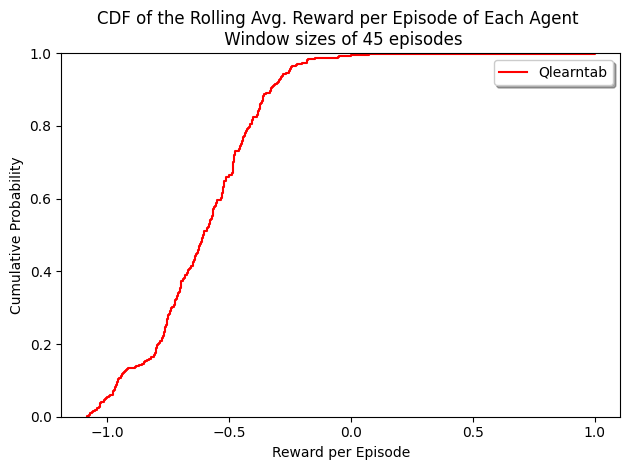 CDF of the Rolling Avg. Reward per Episode of Each Agent
Window sizes of 45 episodes
Qlearntab
Cumulative Probability
1.0
0.8
0.6
0.4
0.2
0.0
−1.0 −0.5 0.0 0.5 1.0
Reward per Episode